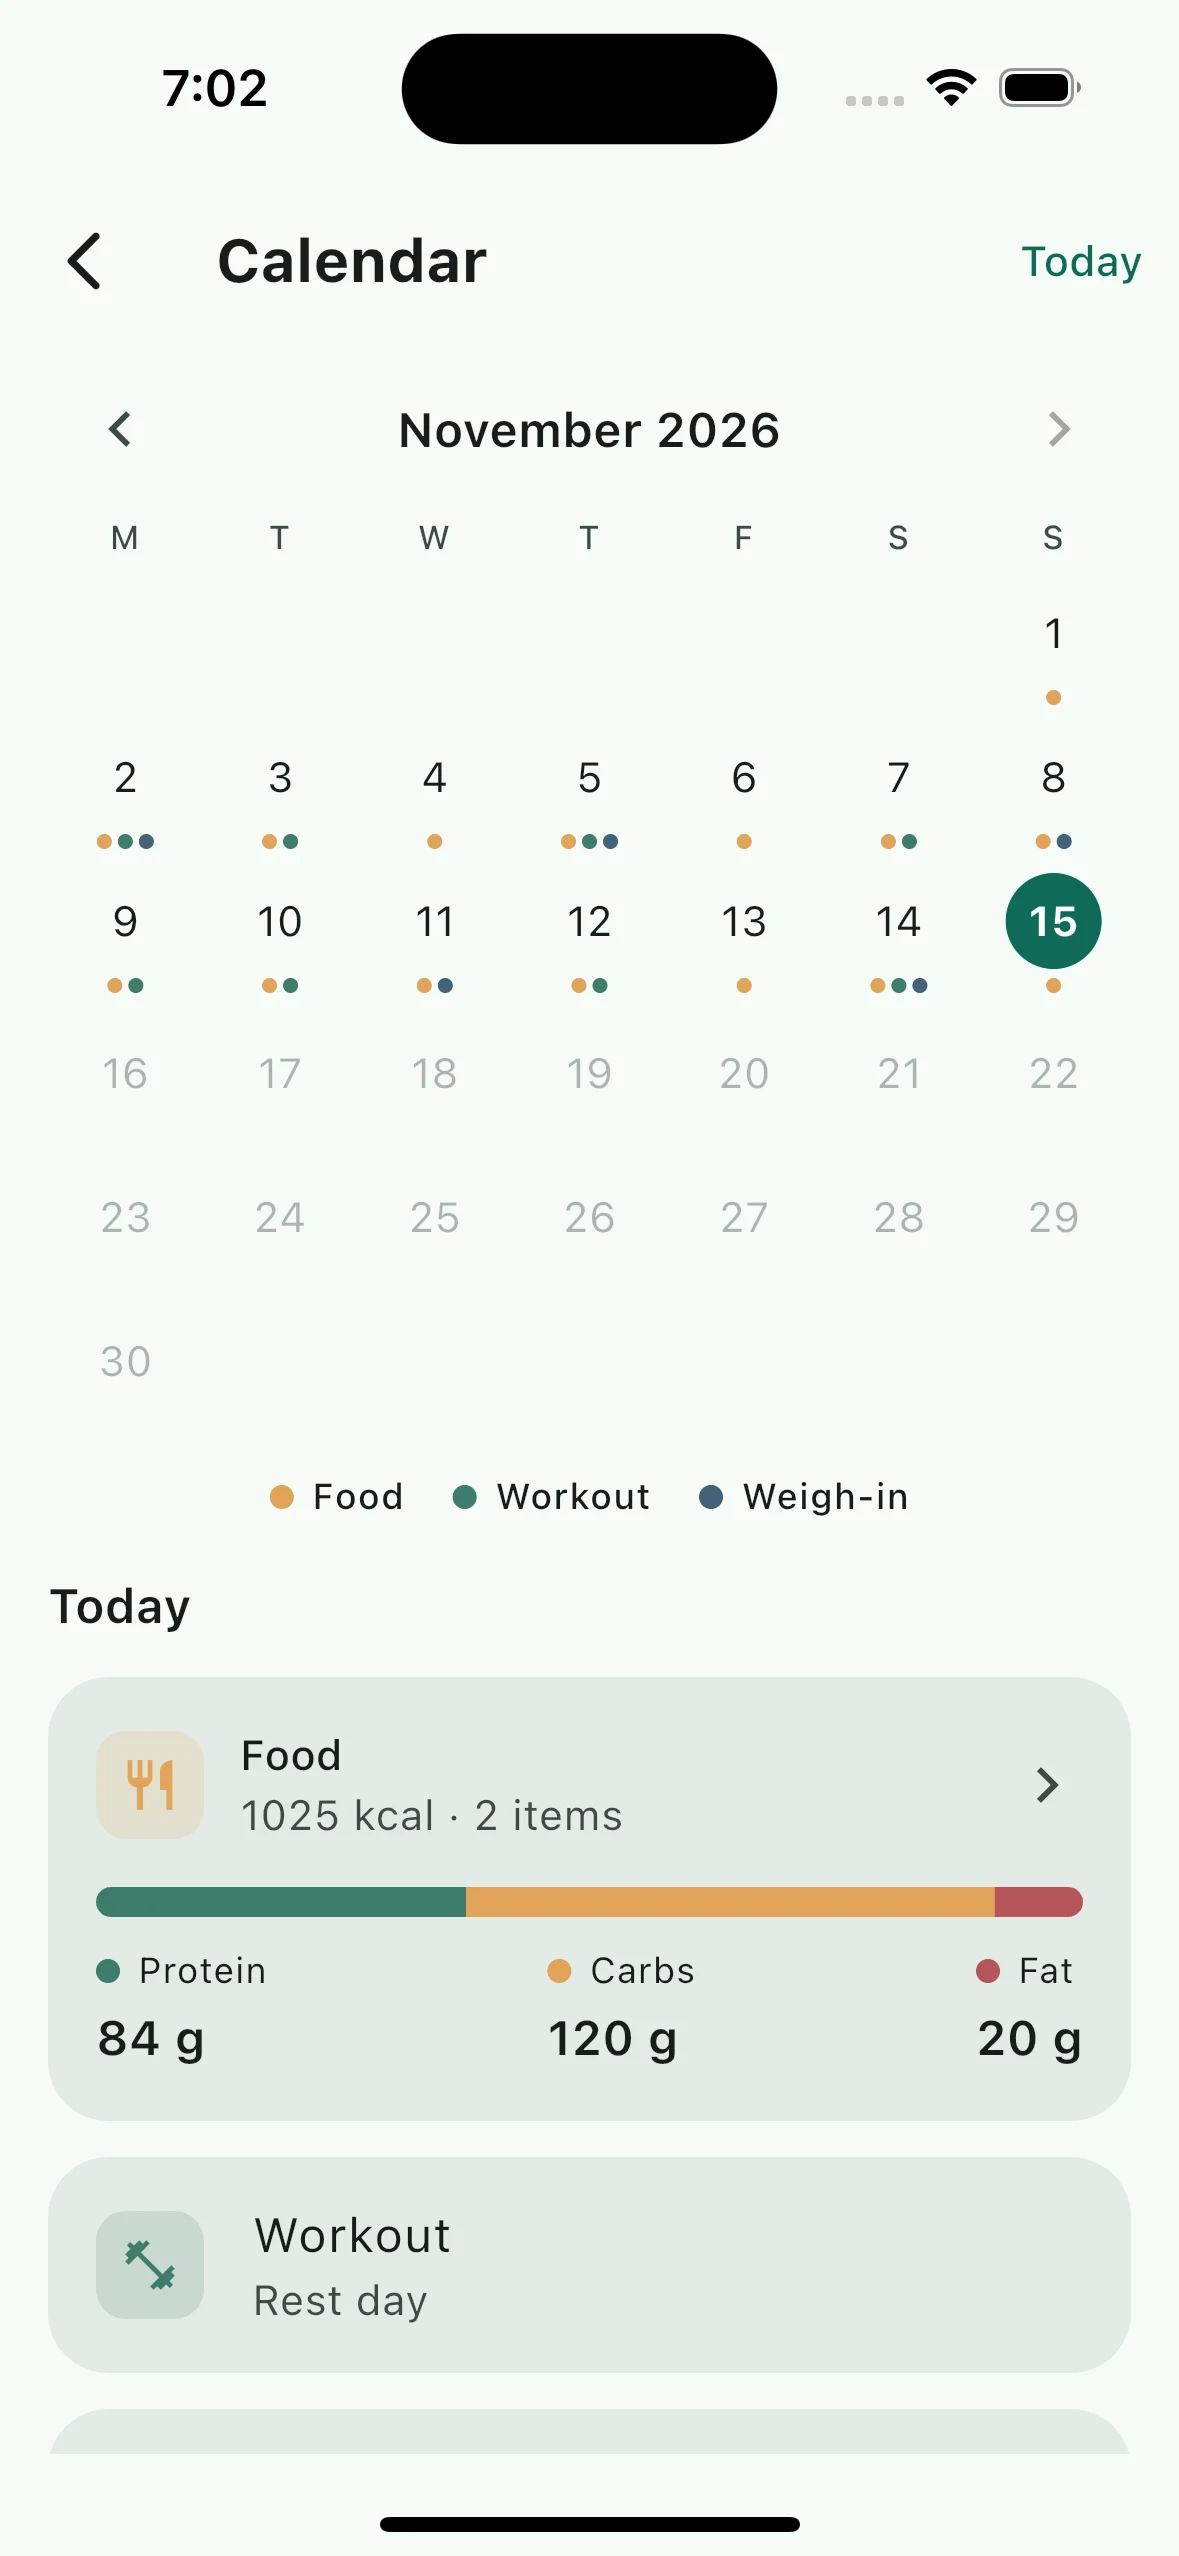 7:02
Calendar
Today
November 2026
M T W T F S S
1
2 3 4 5 6 7 8
9 10 11 12 13 14 15
16 17 18 19 20 21 22
23 24 25 26 27 28 29
30
Food Workout Weigh-in
Today
Food
1025 kcal · 2 items
Protein Carbs Fat
84 g 120 g 20 g
Workout
Rest day